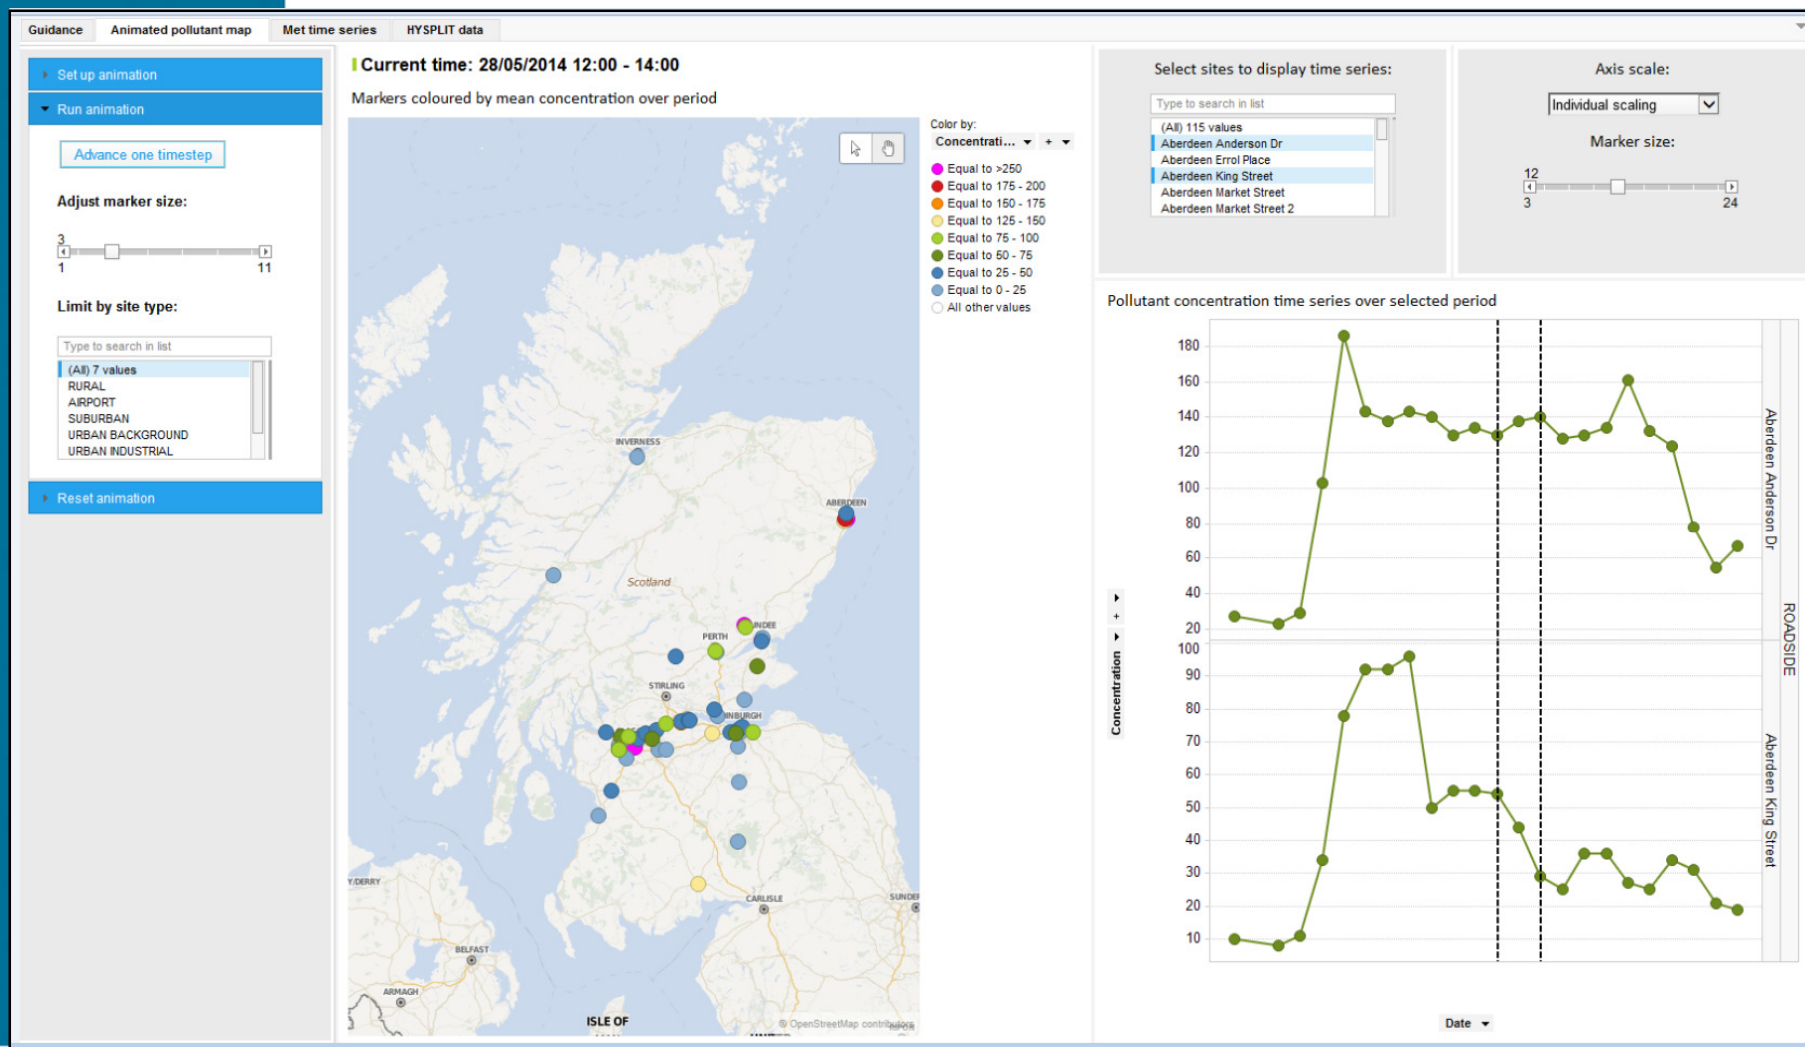 Guidance
Animated pollutant map
Met time series
HYSPLIT data
Set up animation
Run animation
Advance one timestep
Adjust marker size:
3
1
11
Limit by site type:
Type to search in list
(All) 7 values
RURAL
AIRPORT
SUBURBAN
URBAN BACKGROUND
URBAN INDUSTRIAL
Reset animation
Current time: 28/05/2014 12:00 - 14:00
Markers coloured by mean concentration over period
INVERNESS
ABERDEEN
Scotland
UNDEE
PERTH
STIRLING
INBURGH
Y/DERRY
CARLISLE
SUNDE
BELFAST
ARMAGH
ISLE OF
© OpenStreetMap contributors
Color by:
Concentrati...
+
Equal to >250
Equal to 175 - 200
Equal to 150 - 175
Equal to 125 - 150
Equal to 75 - 100
Equal to 50 - 75
Equal to 25 - 50
Equal to 0 - 25
All other values
Select sites to display time series:
Type to search in list
(All) 115 values
Aberdeen Anderson Dr
Aberdeen Errol Place
Aberdeen King Street
Aberdeen Market Street
Aberdeen Market Street 2
Axis scale:
Individual scaling
Marker size:
12
3
24
Pollutant concentration time series over selected period
180
160
140
120
100
80
60
40
20
100
90
80
70
60
50
40
30
20
10
Concentration
+
Aberdeen Anderson Dr
Aberdeen King Street
ROADSIDE
Date